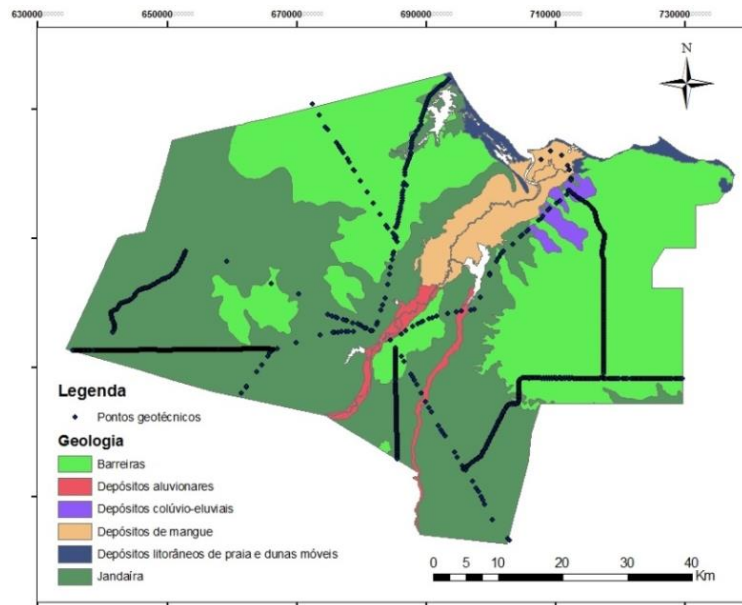 630000 650000 670000 690000 710000 730000
N
Legenda
Pontos geotécnicos
Geologia
Barreiras
Depósitos aluvionares
Depósitos colúvio-eluviais
Depósitos de mangue
Depósitos litorâneos de praia e dunas móveis
Jandaíra
0 5 10 20 30 40
Km